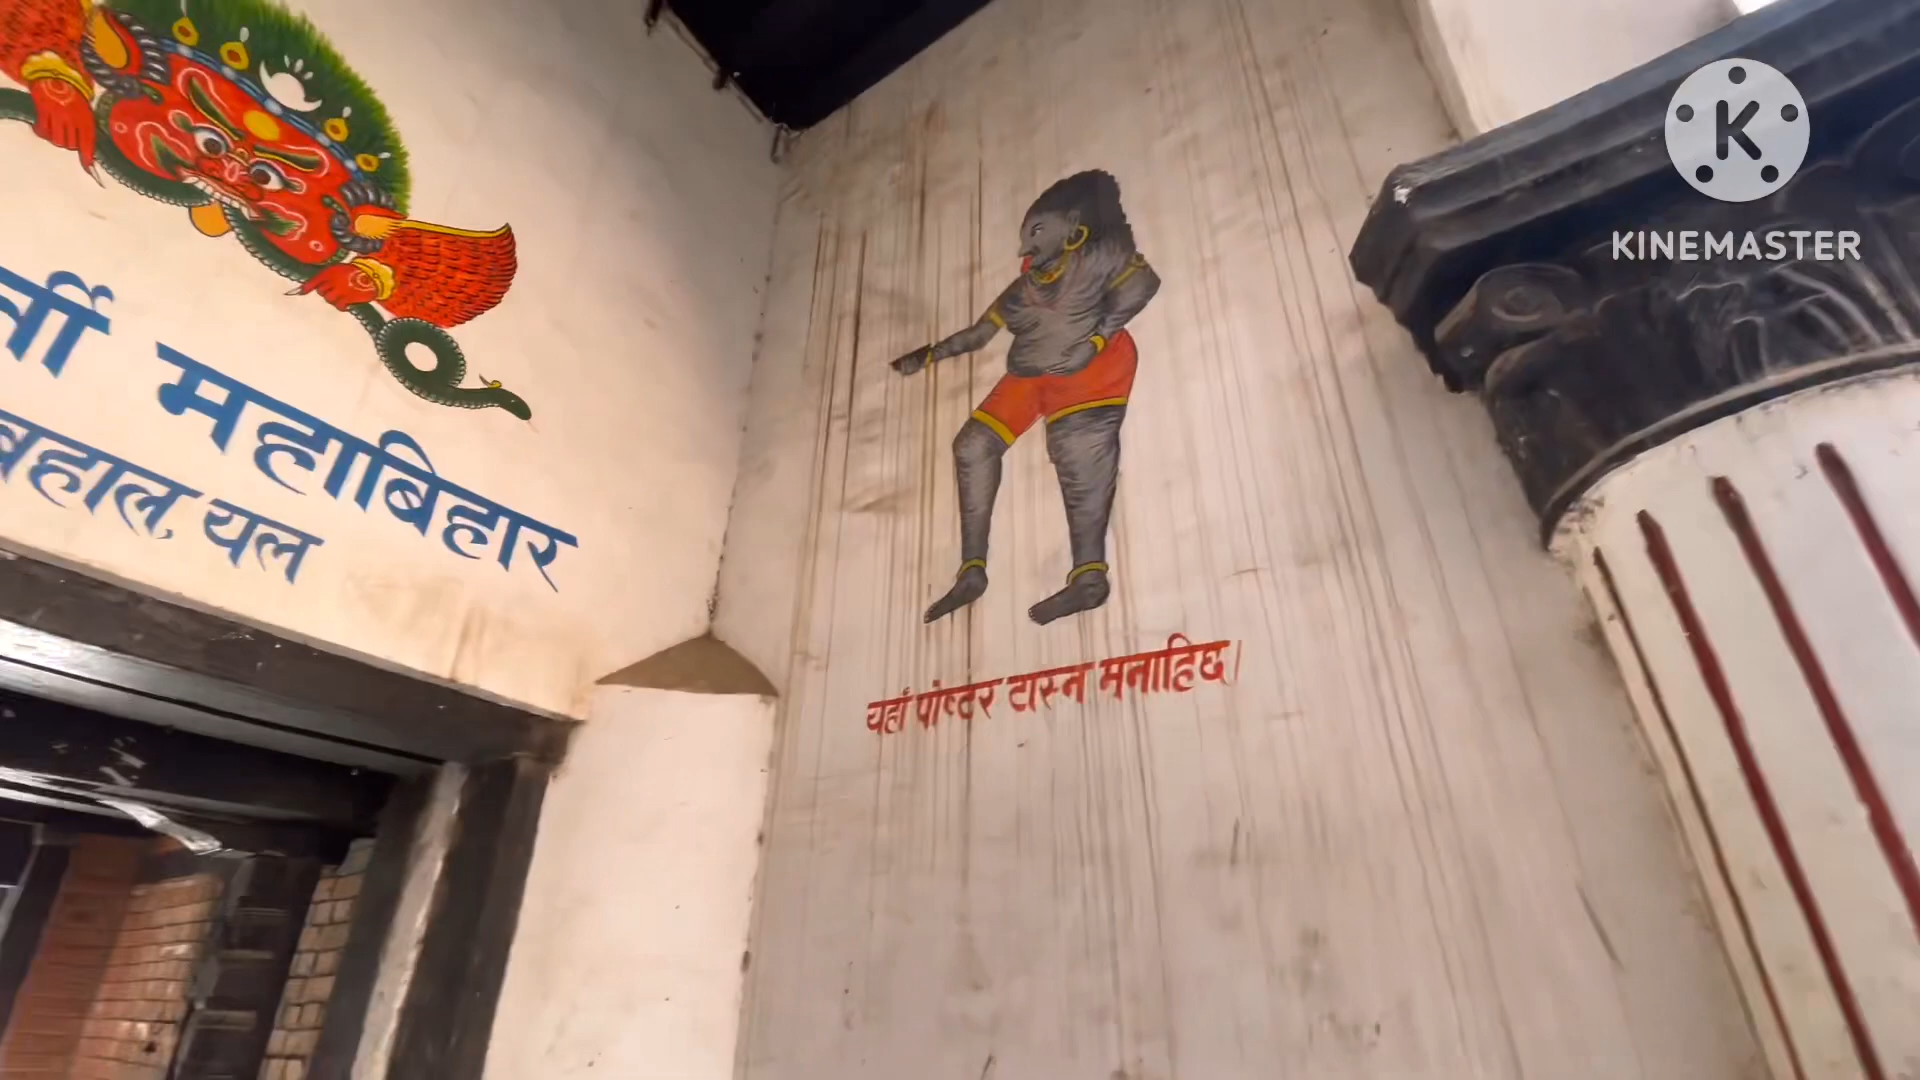 महाबिहार
बहाल, यल
यहाँ पोष्टर टास्न मनाहिछ।
K
KINEMASTER